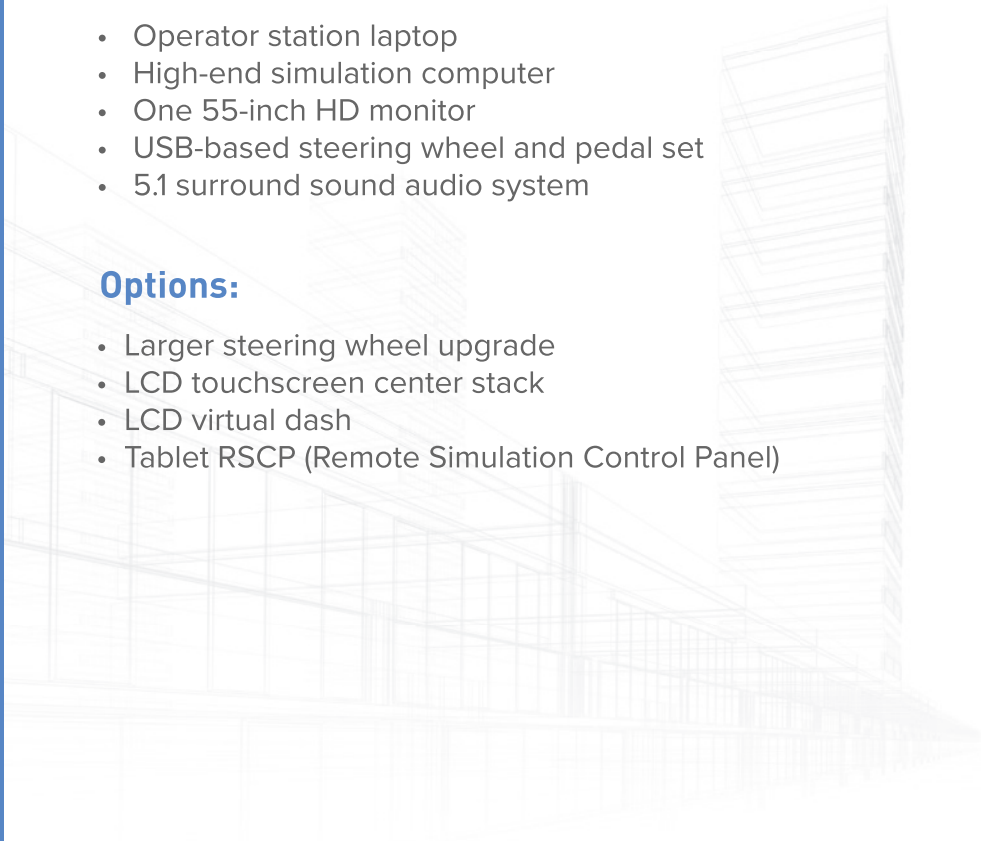 • Operator station laptop
• High-end simulation computer
• One 55-inch HD monitor
• USB-based steering wheel and pedal set
• 5.1 surround sound audio system
Options:
• Larger steering wheel upgrade
• LCD touchscreen center stack
• LCD virtual dash
• Tablet RSCP (Remote Simulation Control Panel)